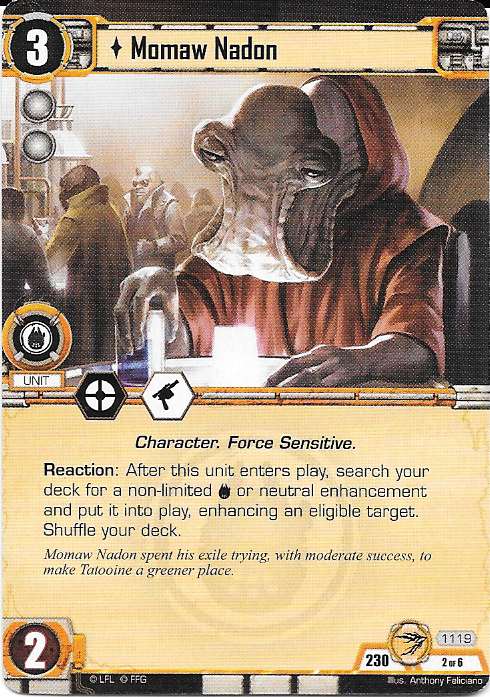 3
Momaw Nadon
UNIT
Character. Force Sensitive.
Reaction: After this unit enters play, search your
deck for a non-limited or neutral enhancement
and put it into play, enhancing an eligible target.
Shuffle your deck.
Momaw Nadon spent his exile trying, with moderate success, to
make Tatooine a greener place.
2
© LFL © FFG
230
1119
2 OF 6
Illus. Anthony Feliciano